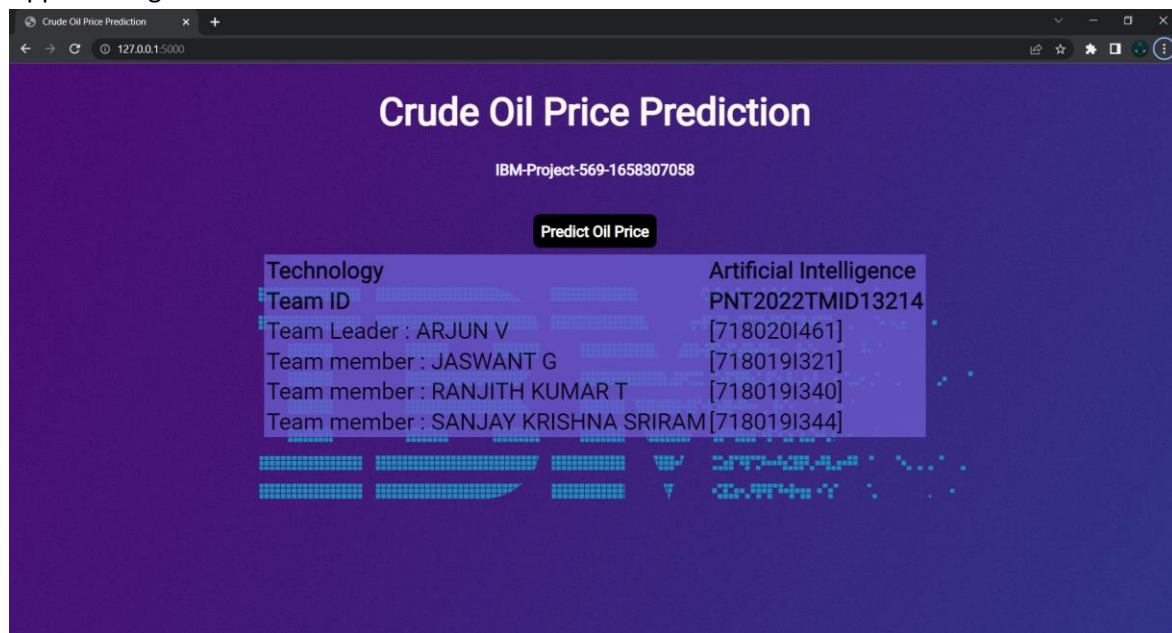 Crude Oil Price Prediction
127.0.0.1:5000
Crude Oil Price Prediction
IBM-Project-569-1658307058
Predict Oil Price
Technology Artificial Intelligence
Team ID PNT2022TMID13214
Team Leader : ARJUN V [718020I461]
Team member : JASWANT G [718019I321]
Team member : RANJITH KUMAR T [718019I340]
Team member : SANJAY KRISHNA SRIRAM [718019I344]
IBM